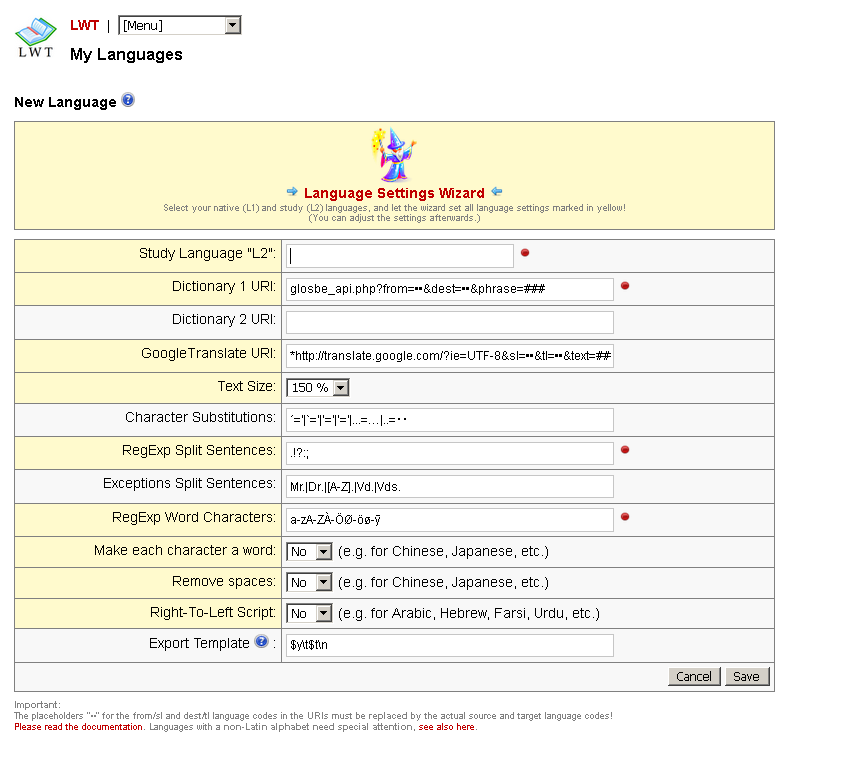 LWT | [Menu]
LWT
My Languages
New Language ?
Language Settings Wizard
Select your native (L1) and study (L2) languages, and let the wizard set all language settings marked in yellow!
(You can adjust the settings afterwards.)
Study Language "L2":
Dictionary 1 URI: glosbe_api.php?from=••&dest=••&phrase=###
Dictionary 2 URI:
GoogleTranslate URI: *http://translate.google.com/?ie=UTF-8&sl=••&tl=••&text=##
Text Size: 150 %
Character Substitutions: ´='|`='|’='|‘='|...=…|..=‥
RegExp Split Sentences: .!?:;
Exceptions Split Sentences: Mr.|Dr.|[A-Z].|Vd.|Vds.
RegExp Word Characters: a-zA-ZÀ-ÖØ-öø-ȳ
Make each character a word: No (e.g. for Chinese, Japanese, etc.)
Remove spaces: No (e.g. for Chinese, Japanese, etc.)
Right-To-Left Script: No (e.g. for Arabic, Hebrew, Farsi, Urdu, etc.)
Export Template ? : $y\t$t\n
Cancel Save
Important:
The placeholders "••" for the from/sl and dest/tl language codes in the URIs must be replaced by the actual source and target language codes!
Please read the documentation. Languages with a non-Latin alphabet need special attention, see also here.